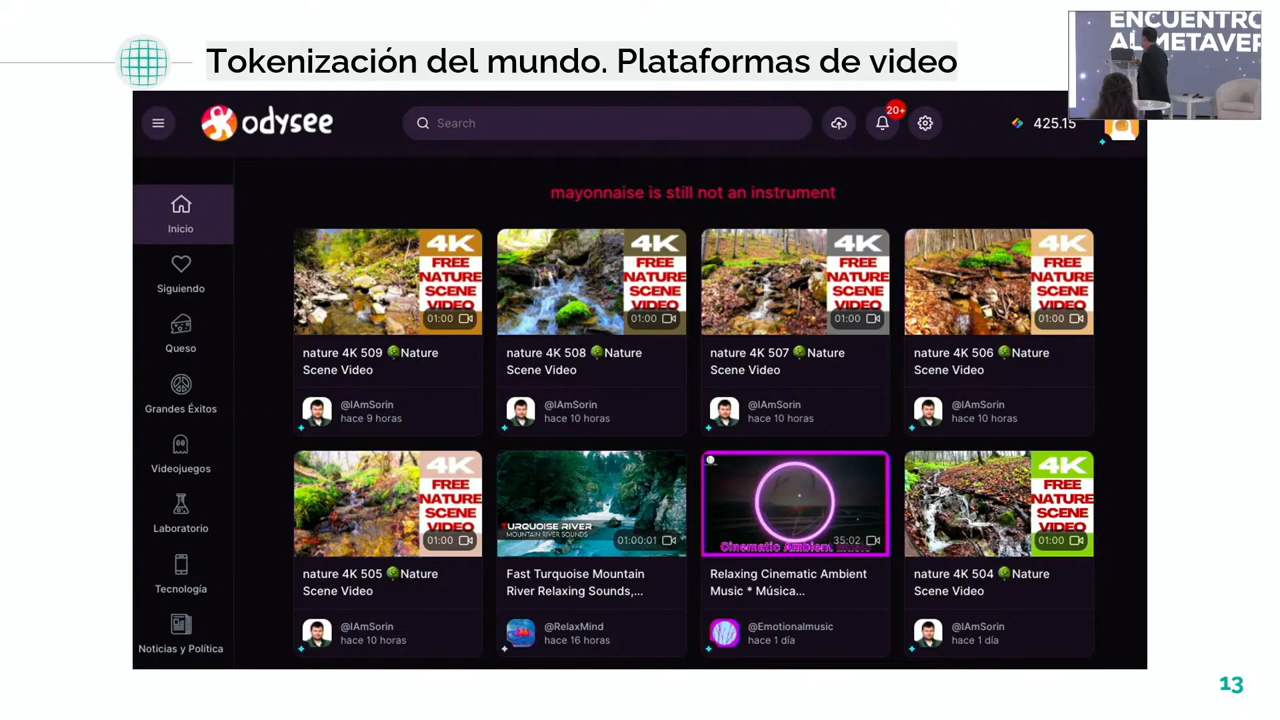 Tokenización del mundo. Plataformas de video
ENCUENTRO
AL METAVER
odysee
Search
20+
425.15
Inicio
Siguiendo
Queso
Grandes Éxitos
Videojuegos
Laboratorio
Tecnología
Noticias y Política
mayonnaise is still not an instrument
4K
FREE
NATURE
SCENE
VIDEO
01:00
nature 4K 509 🌳Nature
Scene Video
@IAmSorin
hace 9 horas
4K
FREE
NATURE
SCENE
VIDEO
01:00
nature 4K 508 🌳Nature
Scene Video
@IAmSorin
hace 10 horas
4K
FREE
NATURE
SCENE
VIDEO
01:00
nature 4K 507 🌳Nature
Scene Video
@IAmSorin
hace 10 horas
4K
FREE
NATURE
SCENE
VIDEO
01:00
nature 4K 506 🌳Nature
Scene Video
@IAmSorin
hace 10 horas
4K
FREE
NATURE
SCENE
VIDEO
01:00
nature 4K 505 🌳Nature
Scene Video
@IAmSorin
hace 10 horas
TURQUOISE RIVER
MOUNTAIN RIVER SOUNDS
01:00:01
Fast Turquoise Mountain
River Relaxing Sounds,...
@RelaxMind
hace 16 horas
35:02
Cinematic Ambient Music
Relaxing Cinematic Ambient
Music * Música...
@Emotionalmusic
hace 1 día
4K
FREE
NATURE
SCENE
VIDEO
01:00
nature 4K 504 🌳Nature
Scene Video
@IAmSorin
hace 1 día
13